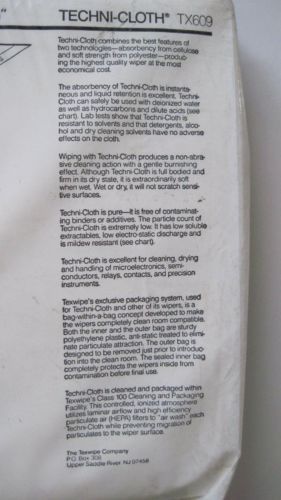 TECHNI-CLOTH® TX609
Techni-Cloth combines the best features of
two technologies—absorbency from cellulose
and soft strength from polyester—produc-
ing the highest quality wiper at the most
economical cost.
The absorbency of Techni-Cloth is instanta-
neous and liquid retention is excellent. Techni-
Cloth can safely be used with deionized water
as well as hydrocarbons and dilute acids (see
chart). Lab tests show that Techni-Cloth is
resistant to solvents and that detergents, alco-
hol and dry cleaning solvents have no adverse
effects on the cloth.
Wiping with Techni-Cloth produces a non-abra-
sive cleaning action with a gentle burnishing
effect. Although Techni-Cloth is full bodied and
firm in its dry state, it is extraordinarily soft
when wet. Wet or dry, it will not scratch sensi-
tive surfaces.
Techni-Cloth is pure—it is free of contaminat-
ing binders or additives. The particle count of
Techni-Cloth is extremely low. It has low soluble
extractables, low electro-static discharge and
is mildew resistant (see chart).
Techni-Cloth is excellent for cleaning, drying
and handling of microelectronics, semi-
conductors, relays, contacts, and precision
instruments.
Texwipe's exclusive packaging system, used
for Techni-Cloth and other of its wipers, is a
bag-within-a-bag concept developed to make
the wipers completely clean room compatible.
Both the inner and the outer bag are sturdy
polyethylene plastic, anti-static treated to elimi-
nate particulate attraction. The outer bag is
designed to be removed just prior to introduc-
tion into the clean room. The sealed inner bag
completely protects the wipers inside from
contamination before final use.
Techni-Cloth is cleaned and packaged within
Texwipe's Class 100 Cleaning and Packaging
Facility. This controlled, ionized atmosphere
utilizes laminar airflow and high efficiency
particulate air (HEPA) filters to "air wash" each
Techni-Cloth while preventing migration of
particulates to the wiper surface.
The Texwipe Company
P.O. Box 308
Upper Saddle River, NJ 07458